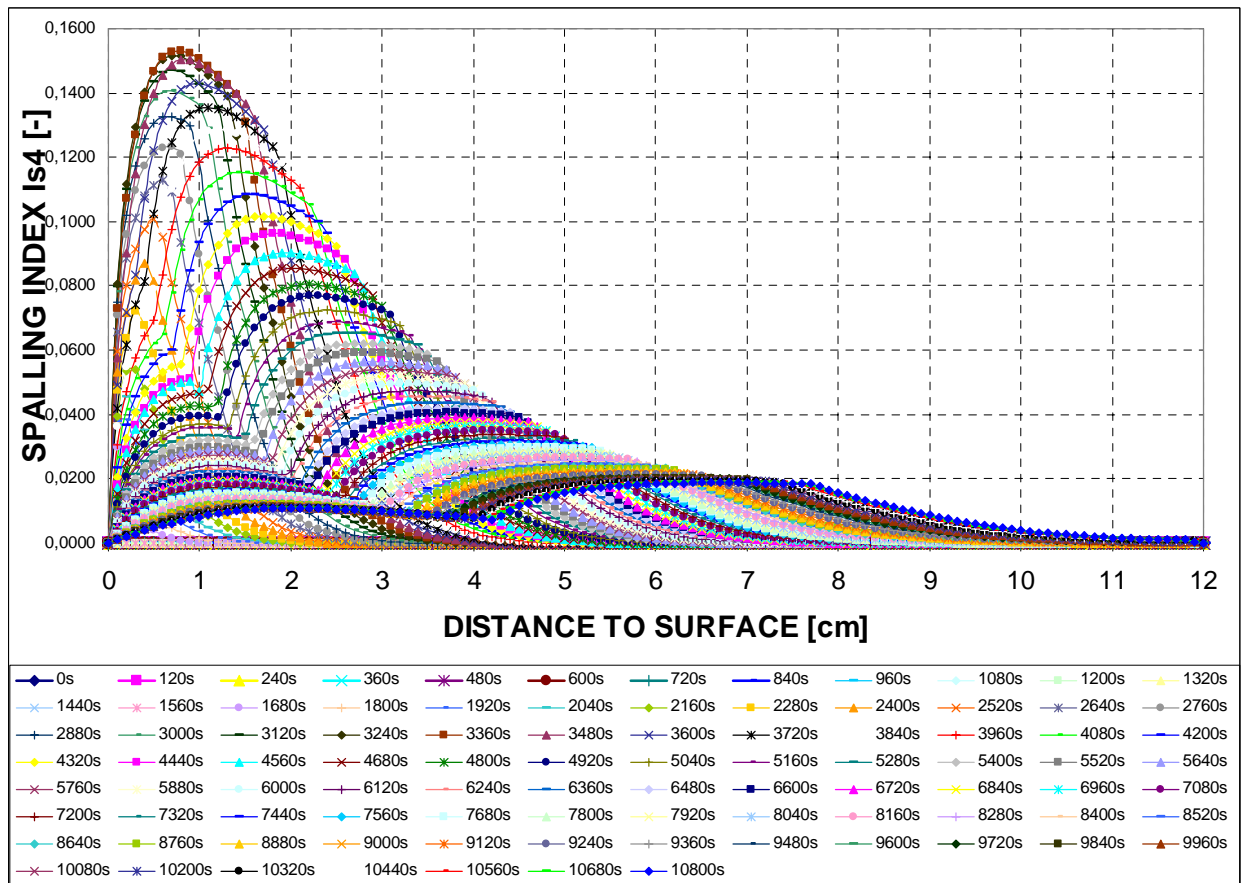 SPALLING INDEX Is4 [-]
0,1600
0,1400
0,1200
0,1000
0,0800
0,0600
0,0400
0,0200
0,0000
0 1 2 3 4 5 6 7 8 9 10 11 12
DISTANCE TO SURFACE [cm]
0s 120s 240s 360s 480s 600s 720s 840s 960s 1080s 1200s 1320s
1440s 1560s 1680s 1800s 1920s 2040s 2160s 2280s 2400s 2520s 2640s 2760s
2880s 3000s 3120s 3240s 3360s 3480s 3600s 3720s 3840s 3960s 4080s 4200s
4320s 4440s 4560s 4680s 4800s 4920s 5040s 5160s 5280s 5400s 5520s 5640s
5760s 5880s 6000s 6120s 6240s 6360s 6480s 6600s 6720s 6840s 6960s 7080s
7200s 7320s 7440s 7560s 7680s 7800s 7920s 8040s 8160s 8280s 8400s 8520s
8640s 8760s 8880s 9000s 9120s 9240s 9360s 9480s 9600s 9720s 9840s 9960s
10080s 10200s 10320s 10440s 10560s 10680s 10800s